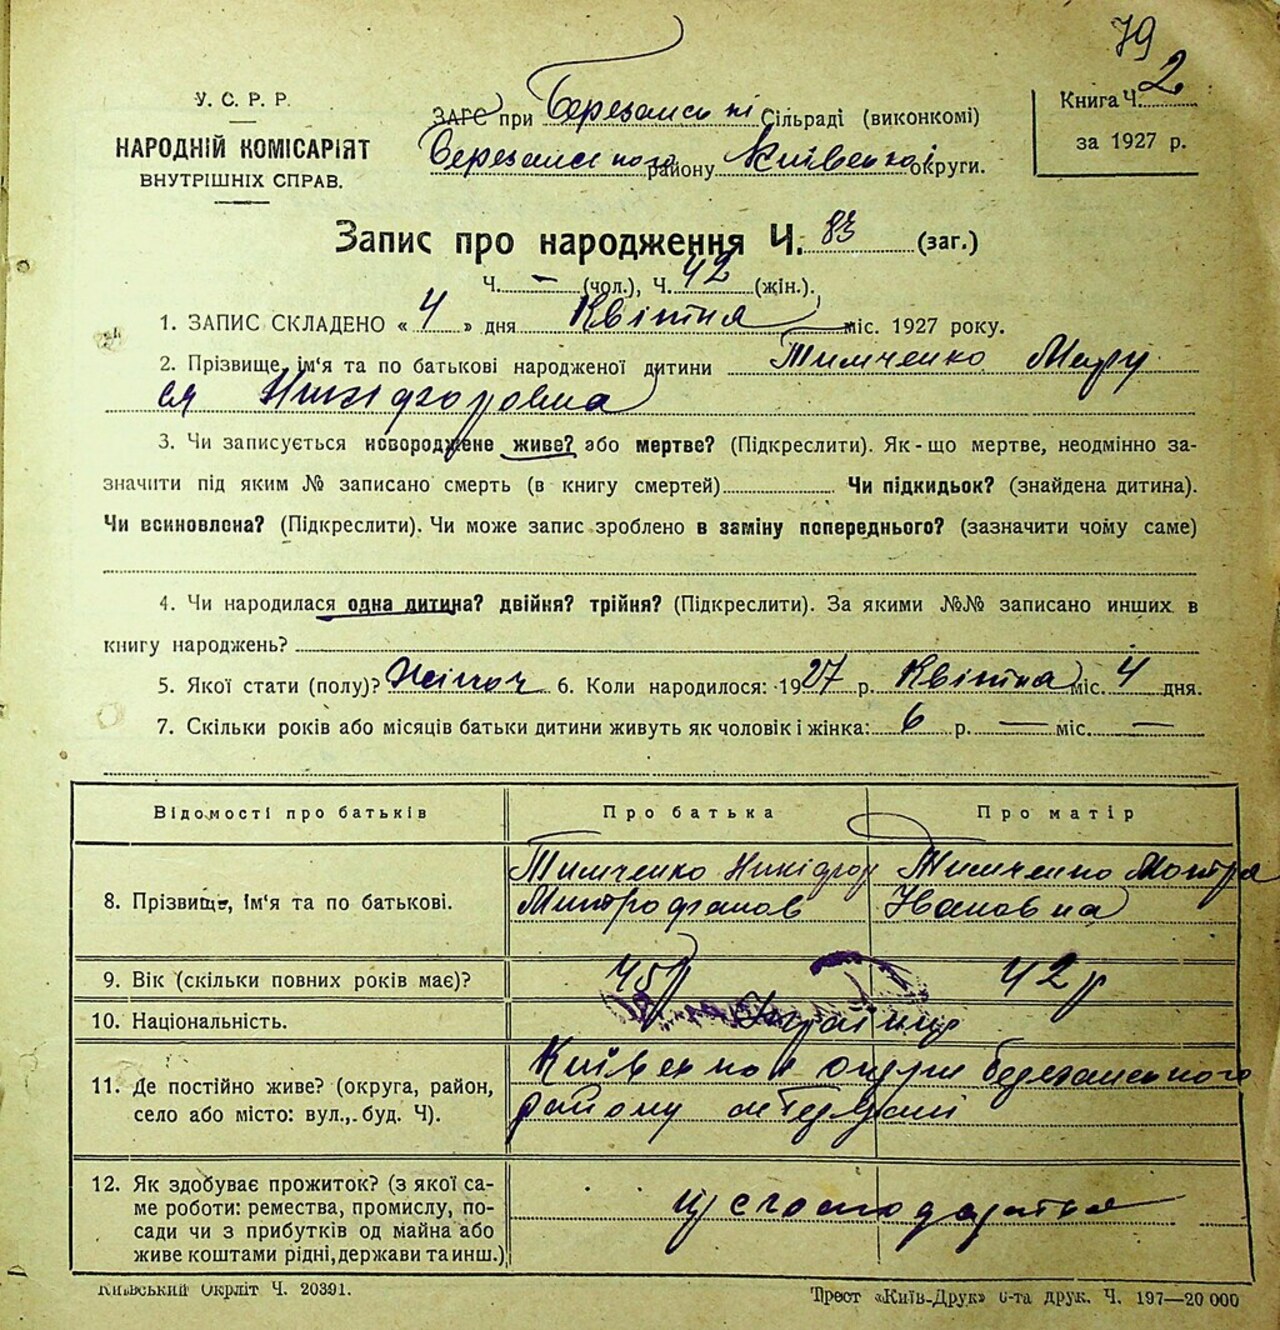 79
У. С. Р. Р.
НАРОДНІЙ КОМІСАРІЯТ
ВНУТРІШНІХ СПРАВ.
ЗАГС при Березанській Сільраді (виконкомі)
Березанського району Київської округи.
Книга Ч. 2
за 1927 р.
Запис про народження Ч. 83 (заг.)
Ч. — (чол.), Ч. 42 (жін.).
1. ЗАПИС СКЛАДЕНО « 4 » дня Квітня міс. 1927 року.
2. Прізвище, ім'я та по батькові народженої дитини Тимченко Мару
ся Никіфоровна
3. Чи записується новороджене живе? або мертве? (Підкреслити). Як-що мертве, неодмінно за-
значити під яким № записано смерть (в книгу смертей) Чи підкидьок? (знайдена дитина).
Чи всиновлена? (Підкреслити). Чи може запис зроблено в заміну попереднього? (зазначити чому саме)
4. Чи народилася одна дитина? двійня? трійня? (Підкреслити). За якими №№ записано инших в
книгу народжень?
5. Якої стати (полу)? Жіноч 6. Коли народилося: 1927 р. Квітня міс. 4 дня.
7. Скільки років або місяців батьки дитини живуть як чоловік і жінка: 6 р. — міс. —
Відомості про батьків Про батька Про матір
8. Прізвище, ім'я та по батькові. Тимченко Никіфор Митрофанов Тимченко Мотря Івановна
9. Вік (скільки повних років має)? 45 р 42 р
10. Національність. Українці
11. Де постійно живе? (округа, район,
село або місто: вул., буд. Ч).
Київської округи Березанського
району м Березані
12. Як здобуває прожиток? (з якої са-
ме роботи: ремества, промислу, по-
сади чи з прибутків од майна або
живе коштами рідні, держави та инш.)
господарства
Київський Окрліт Ч. 20391.
Трест «Київ-Друк» 6-та друк. Ч. 197—20 000